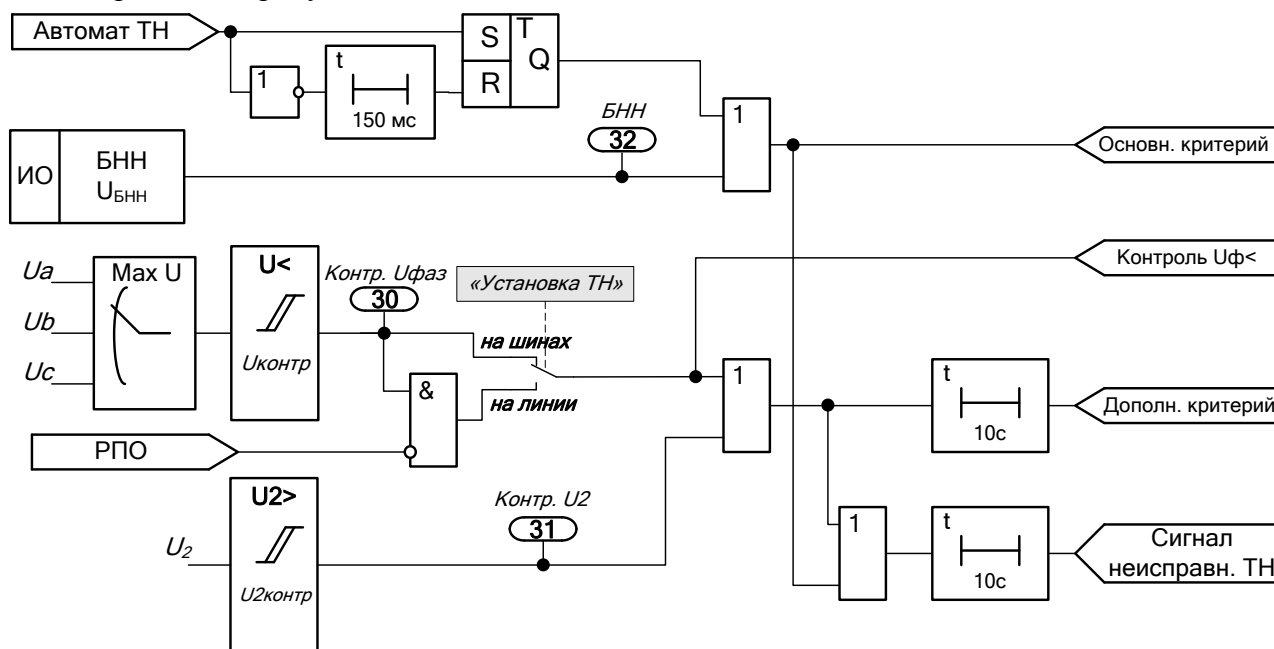 Автомат ТН
S
T
Q
R
1
t
150 мс
БНН
32
1
Основн. критерий
ИО
БНН
UБНН
Контроль Uф<
Ua
Ub
Uc
Max U
U<
Uконтр
Контр. Uфаз
30
«Установка ТН»
на шинах
на линии
&
РПО
1
t
10с
Дополн. критерий
U2>
U2контр
U2
Контр. U2
31
1
t
10с
Сигнал
неисправн. ТН